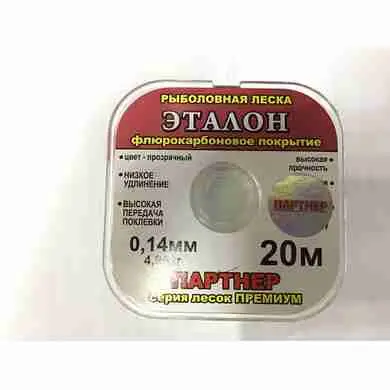 РЫБОЛОВНАЯ ЛЕСКА
ЭТАЛОН
флюрокарбоновое покрытие
• цвет - прозрачный
высокая
прочность
• НИЗКОЕ
УДЛИНЕНИЕ
ПАРТНЕР
• ВЫСОКАЯ
ПЕРЕДАЧА
ПОКЛЕВКИ
0,14мм
20м
ПАРТНЕР
серия лесок ПРЕМИУМ